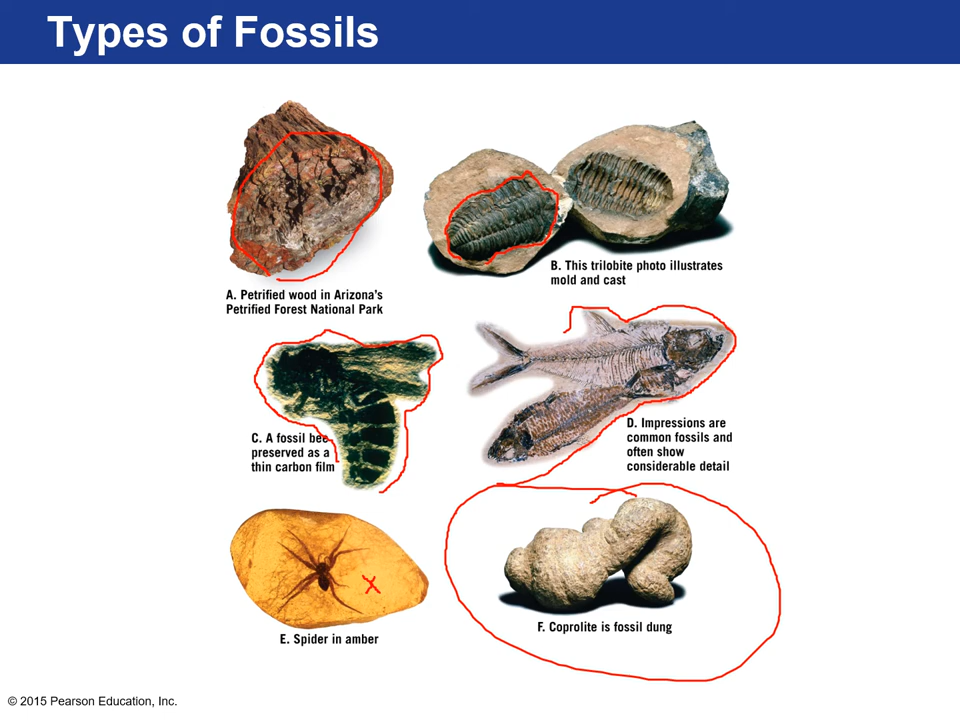 Types of Fossils
A. Petrified wood in Arizona's
Petrified Forest National Park
B. This trilobite photo illustrates
mold and cast
C. A fossil bee
preserved as a
thin carbon film
D. Impressions are
common fossils and
often show
considerable detail
E. Spider in amber
F. Coprolite is fossil dung
© 2015 Pearson Education, Inc.